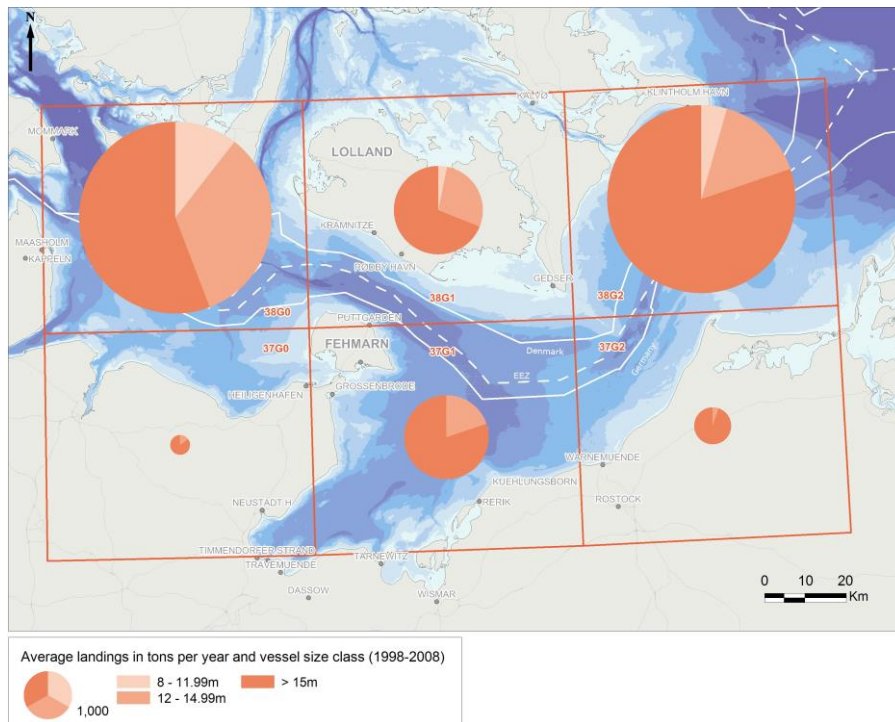 N
KALVØ
KLINTHOLM HAVN
MOMMARK
LOLLAND
KRAMNITZE
MAASHOLM
KAPPELN
RØDBY HAVN
GEDSER
38G0
38G1
38G2
PUTTGARDEN
37G0
FEHMARN
37G1
37G2
Denmark
Germany
EEZ
HEILIGENHAFEN
GROSSENBRODE
WARNEMUENDE
KUEHLUNGSBORN
NEUSTADT H.
RERIK
ROSTOCK
TIMMENDORFER STRAND
TARNEWITZ
TRAVEMUENDE
DASSOW
WISMAR
0 10 20
Km
Average landings in tons per year and vessel size class (1998-2008)
8 - 11.99m
> 15m
12 - 14.99m
1,000